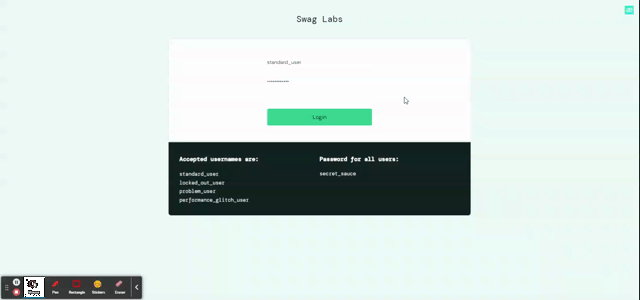 Swag Labs
standard_user
Login
Accepted usernames are:
standard_user
locked_out_user
problem_user
performance_glitch_user
Password for all users:
secret_sauce
Pen
Rectangle
Stickers
Eraser